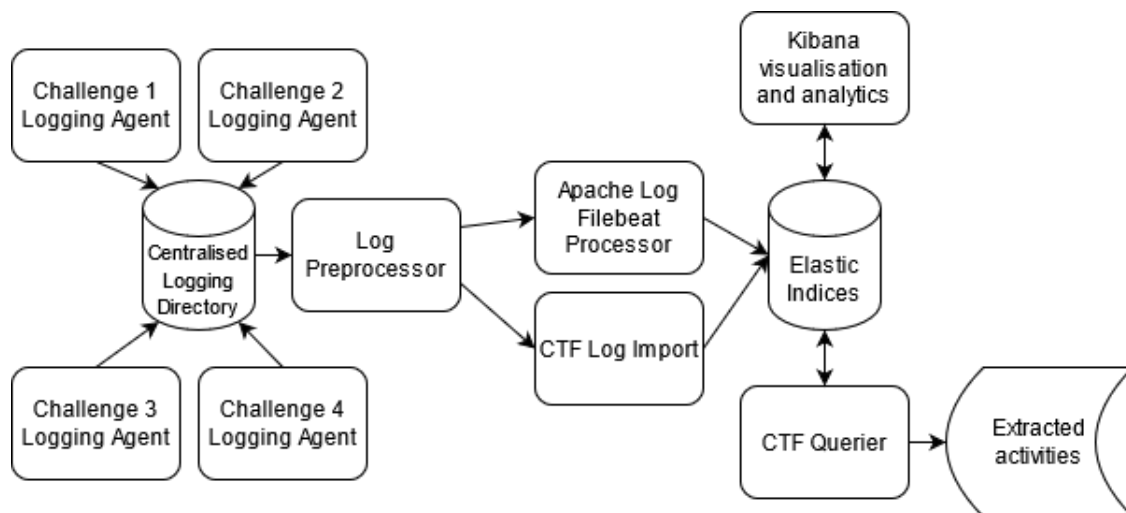 Challenge 1
Logging Agent
Challenge 2
Logging Agent
Centralised
Logging
Directory
Challenge 3
Logging Agent
Challenge 4
Logging Agent
Log
Preprocessor
Apache Log
Filebeat
Processor
CTF Log Import
Kibana
visualisation
and analytics
Elastic
Indices
CTF Querier
Extracted
activities